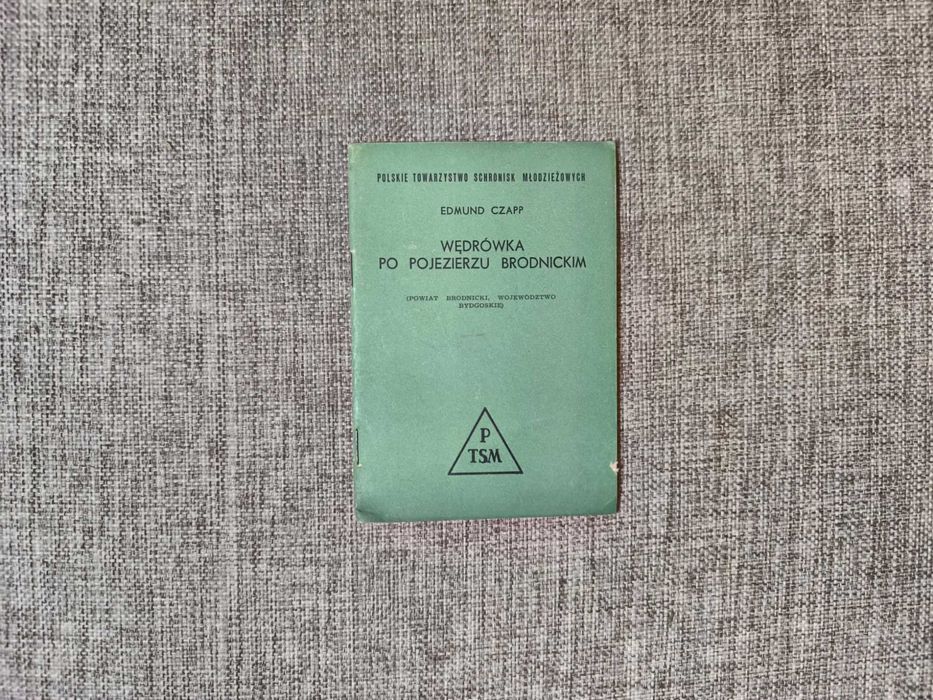 POLSKIE TOWARZYSTWO SCHRONISK MŁODZIEŻOWYCH
EDMUND CZAPP
WĘDRÓWKA
PO POJEZIERZU BRODNICKIM
(POWIAT BRODNICKI, WOJEWÓDZTWO
BYDGOSKIE)
P
TSM